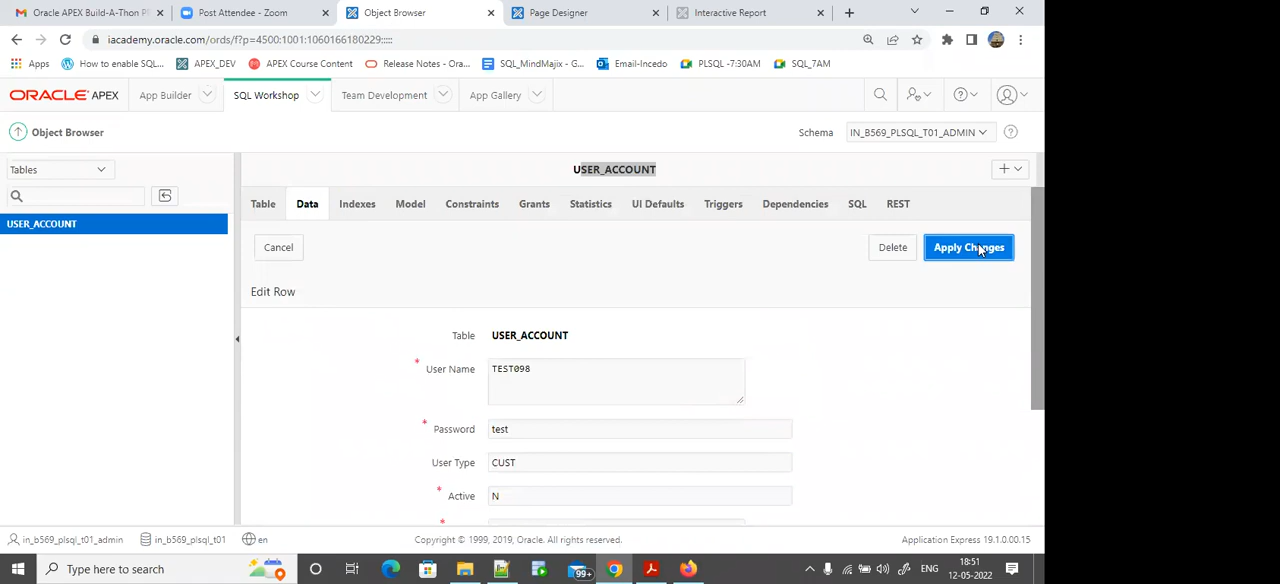 Oracle APEX Build-A-Thon P
Post Attendee - Zoom
Object Browser
Page Designer
Interactive Report
iacademy.oracle.com/ords/f?p=4500:1001:1060166180229:::::
Apps
How to enable SQL...
APEX_DEV
APEX Course Content
Release Notes - Ora...
SQL_MindMajix - G...
Email-Incedo
PLSQL -7:30AM
SQL_7AM
ORACLE APEX
App Builder
SQL Workshop
Team Development
App Gallery
Object Browser
Schema
IN_B569_PLSQL_T01_ADMIN
Tables
USER_ACCOUNT
USER_ACCOUNT
Table Data Indexes Model Constraints Grants Statistics UI Defaults Triggers Dependencies SQL REST
Cancel
Delete
Apply Changes
Edit Row
Table USER_ACCOUNT
* User Name TEST098
* Password test
User Type CUST
* Active N
*
in_b569_plsql_t01_admin
in_b569_plsql_t01
en
Copyright © 1999, 2019, Oracle. All rights reserved.
Application Express 19.1.0.00.15
Type here to search
99+
ENG
18:51
12-05-2022